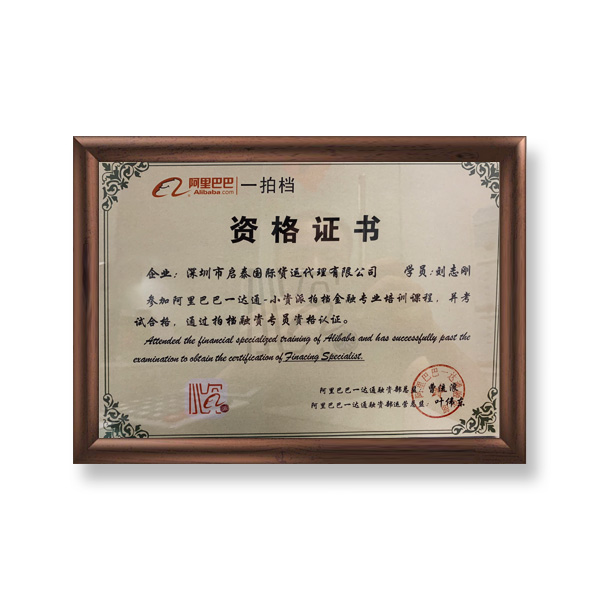 阿里巴巴 一拍档
Alibaba.com
资格证书
企业：深圳市启泰国际货运代理有限公司 学员：刘志刚
参加阿里巴巴一达通-小资派拍档金融专业培训课程，并考
试合格，通过拍档融资专员资格认证。
Attended the financial specialized training of Alibaba and has successfully past the
examination to obtain the certification of Finacing Specialist.
阿里巴巴一达通融资部总监：
阿里巴巴一达通融资部运营总监：叶伟